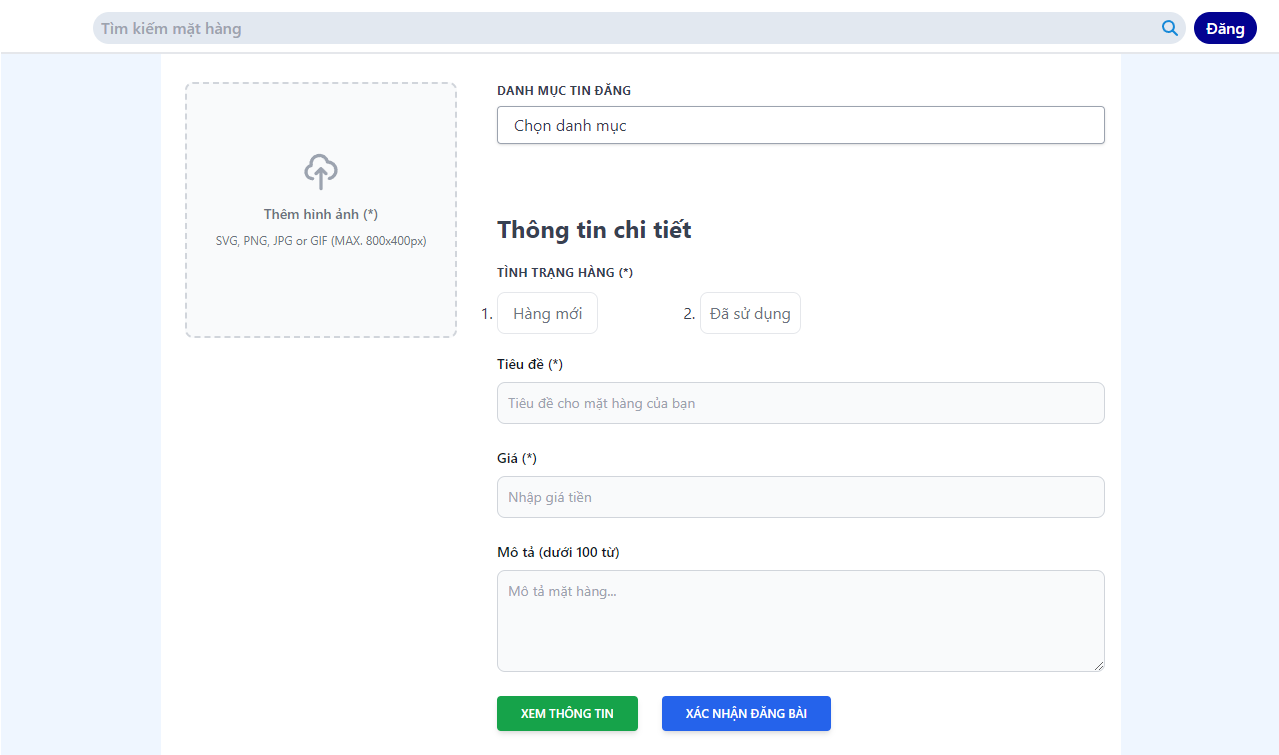 Tìm kiếm mặt hàng
Đăng
Thêm hình ảnh (*)
SVG, PNG, JPG or GIF (MAX. 800x400px)
DANH MỤC TIN ĐĂNG
Chọn danh mục
Thông tin chi tiết
TÌNH TRẠNG HÀNG (*)
1. Hàng mới
2. Đã sử dụng
Tiêu đề (*)
Tiêu đề cho mặt hàng của bạn
Giá (*)
Nhập giá tiền
Mô tả (dưới 100 từ)
Mô tả mặt hàng...
XEM THÔNG TIN
XÁC NHẬN ĐĂNG BÀI